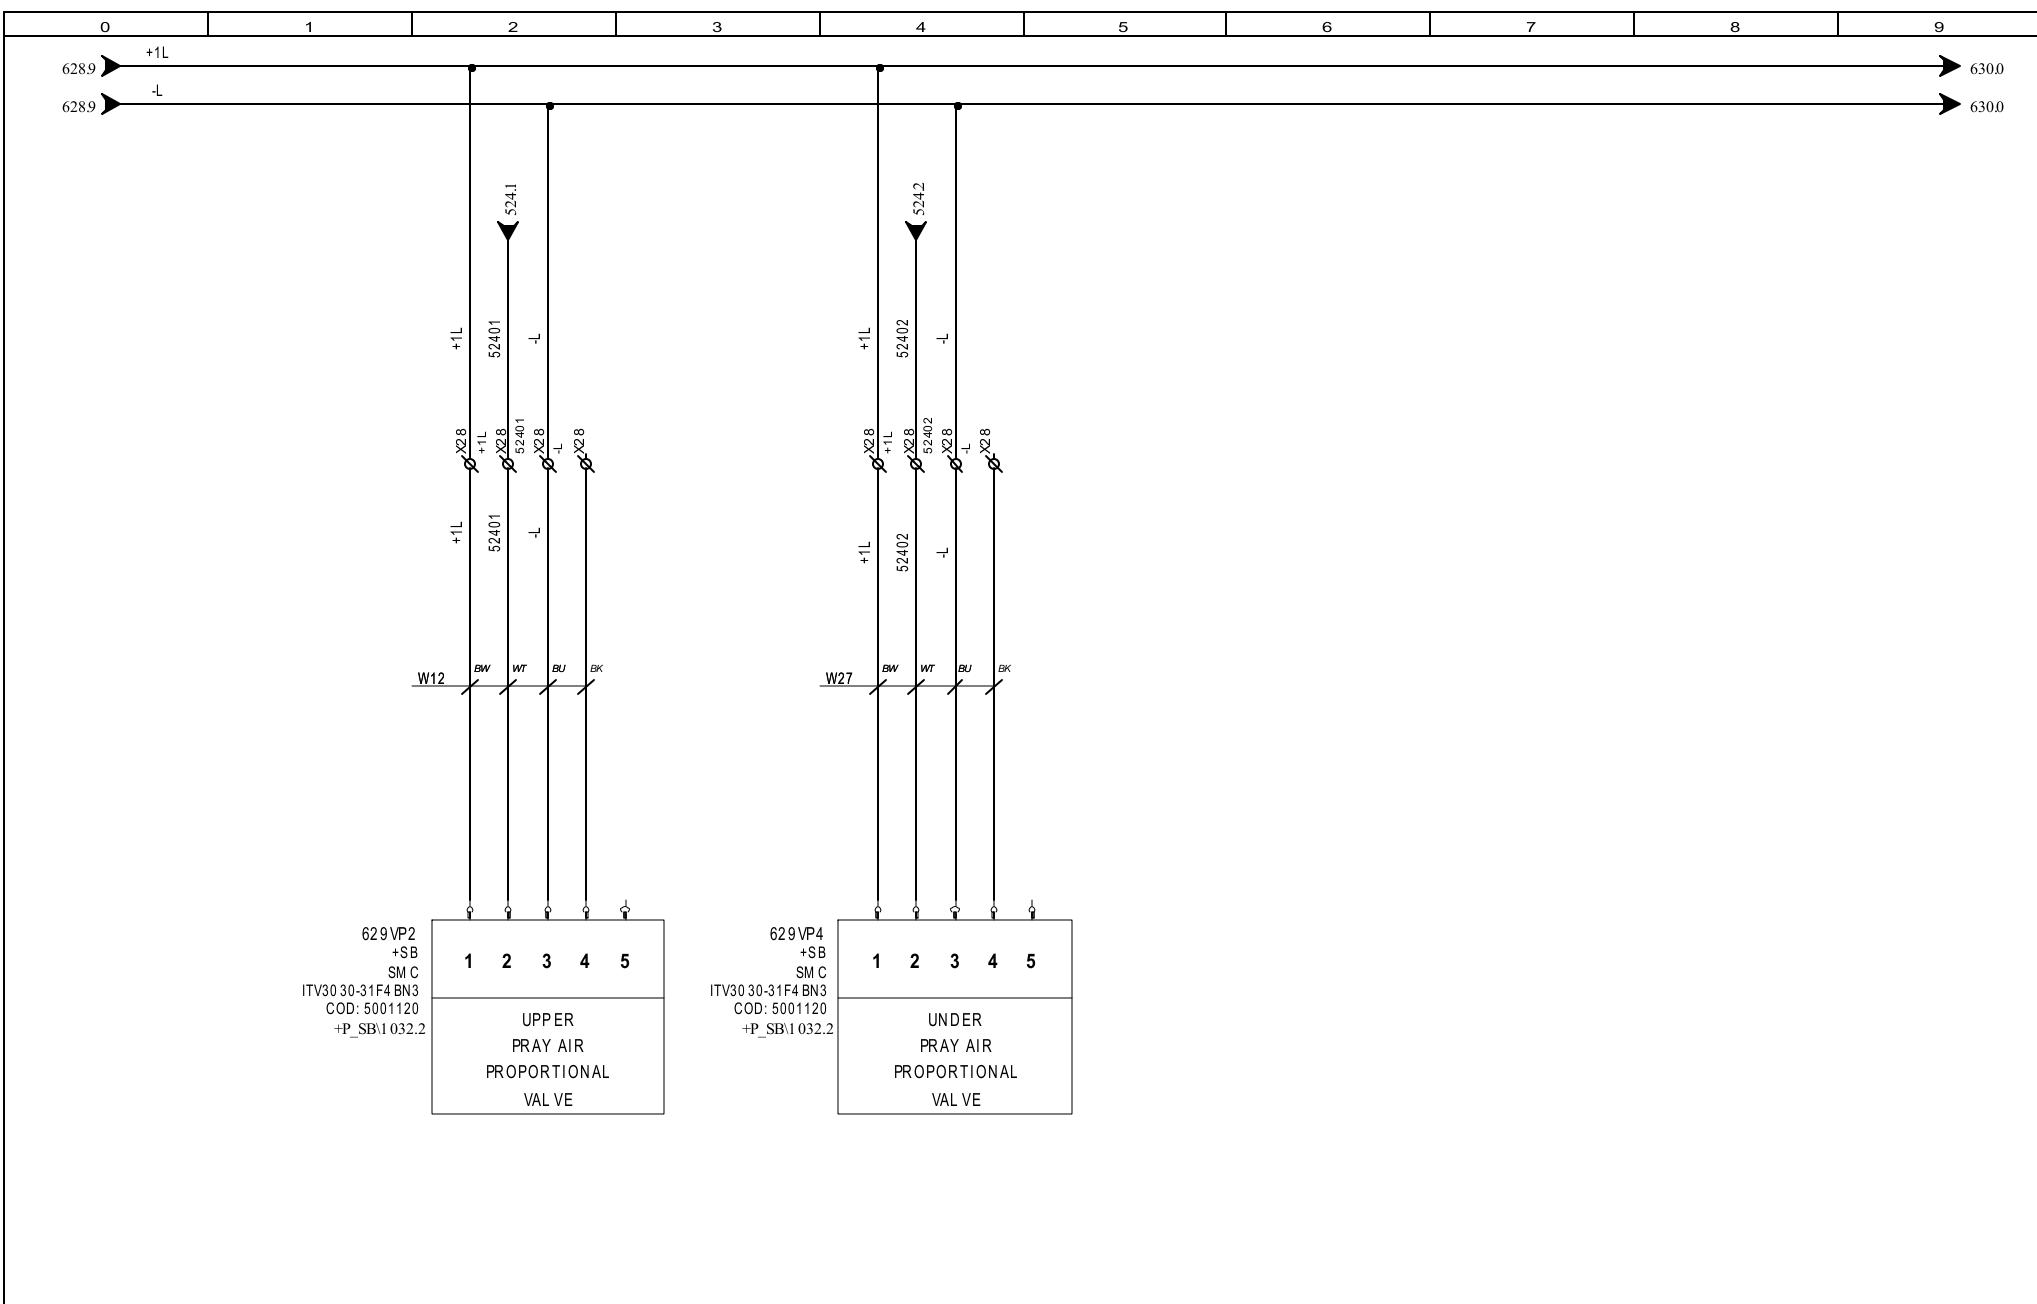 0 1 2 3 4 5 6 7 8 9
628.9 +1L 630.0
628.9 -L 630.0
524.1 524.2
+1L 52401 -L +1L 52402 -L
X28 +1L X28 52401 X28 -L X28 X28 +1L X28 52402 X28 -L X28
+1L 52401 -L +1L 52402 -L
W12 BW WT BU BK W27 BW WT BU BK
629VP2
+SB
SMC
ITV3030-31F4BN3
COD: 5001120
+P_SB\1032.2
1 2 3 4 5
UPPER
PRAY AIR
PROPORTIONAL
VALVE
629VP4
+SB
SMC
ITV3030-31F4BN3
COD: 5001120
+P_SB\1032.2
1 2 3 4 5
UNDER
PRAY AIR
PROPORTIONAL
VALVE